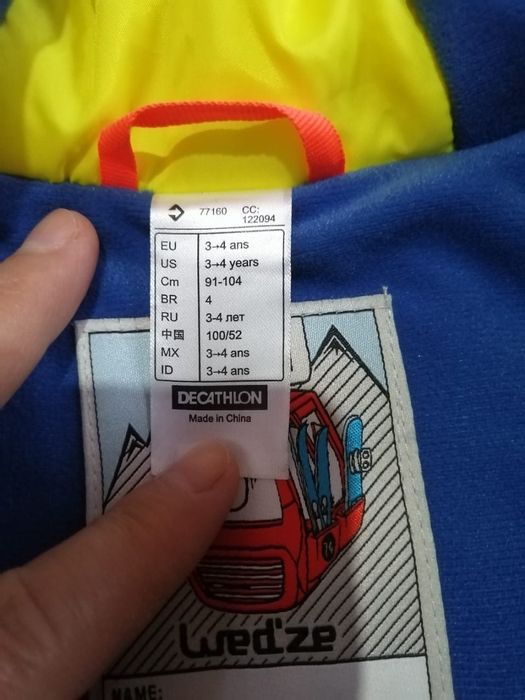 77160 CC:
122094
EU 3→4 ans
US 3→4 years
Cm 91-104
BR 4
RU 3-4 лет
中国 100/52
MX 3→4 ans
ID 3→4 ans
DECATHLON
Made in China
wed'ze
NAME: